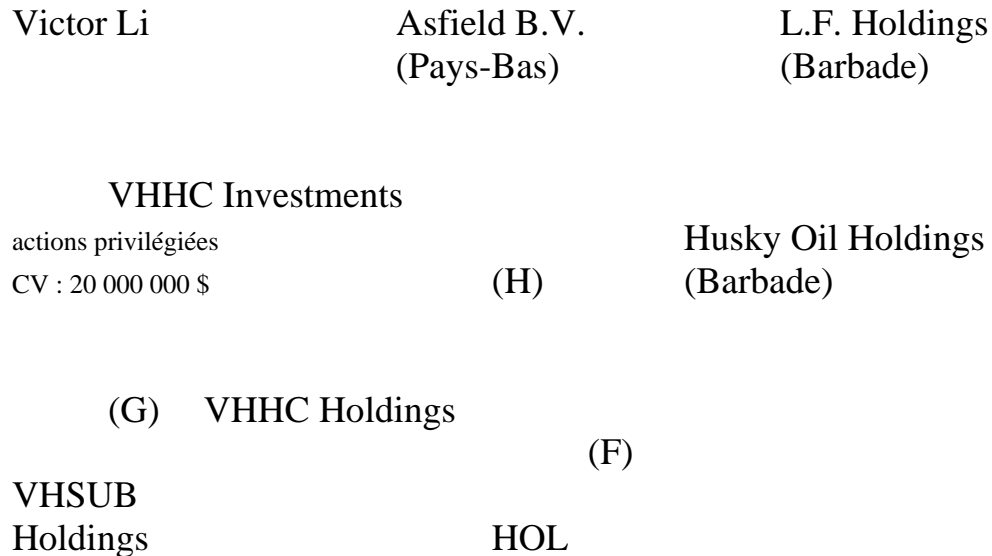 Victor Li Asfield B.V. L.F. Holdings
(Pays-Bas) (Barbade)
VHHC Investments
actions privilégiées Husky Oil Holdings
CV : 20 000 000 $ (H) (Barbade)
(G) VHHC Holdings
(F)
VHSUB
Holdings HOL